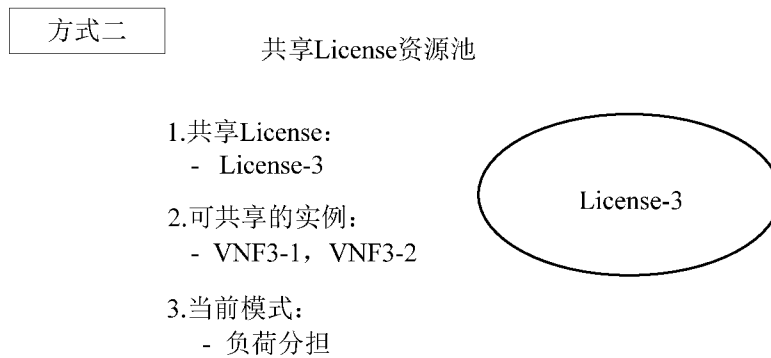 方式二
共享License资源池
1.共享License：
- License-3
2.可共享的实例：
- VNF3-1，VNF3-2
3.当前模式：
- 负荷分担
License-3